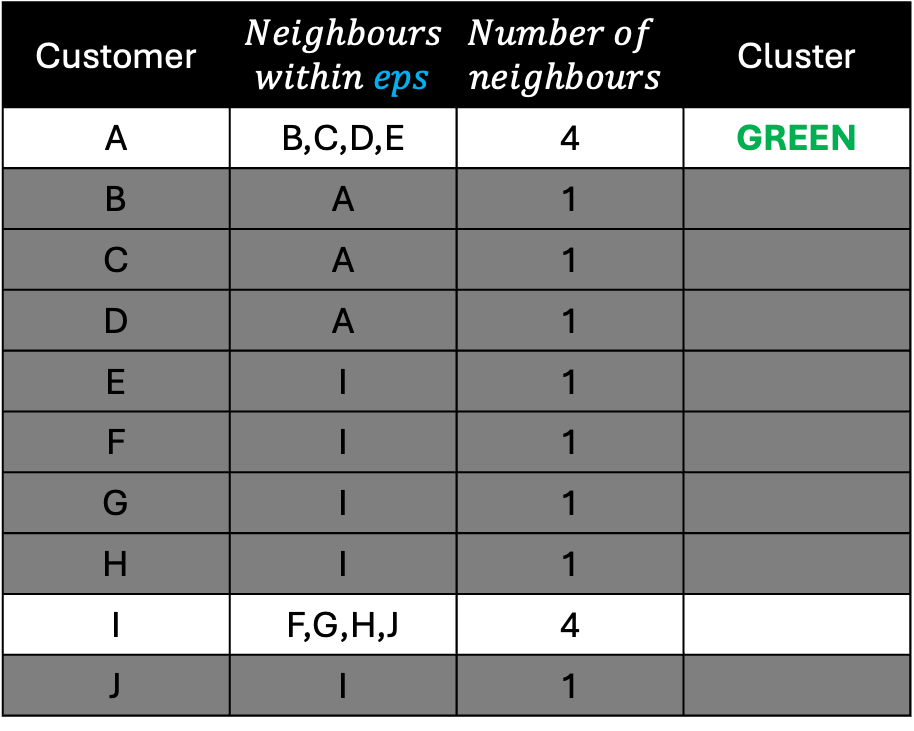 Customer Neighbours within eps Number of neighbours Cluster
A B,C,D,E 4 GREEN
B A 1
C A 1
D A 1
E I 1
F I 1
G I 1
H I 1
I F,G,H,J 4
J I 1